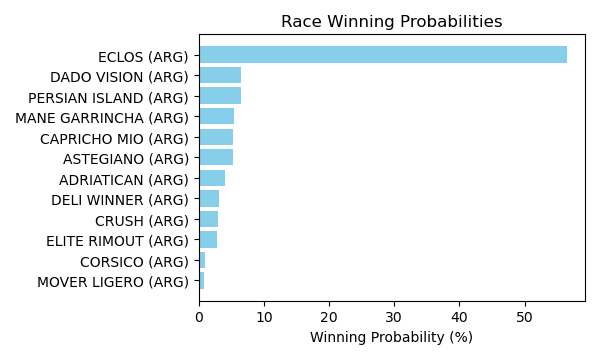 Race Winning Probabilities
ECLOS (ARG)
DADO VISION (ARG)
PERSIAN ISLAND (ARG)
MANE GARRINCHA (ARG)
CAPRICHO MIO (ARG)
ASTEGIANO (ARG)
ADRIATICAN (ARG)
DELI WINNER (ARG)
CRUSH (ARG)
ELITE RIMOUT (ARG)
CORSICO (ARG)
MOVER LIGERO (ARG)
0 10 20 30 40 50
Winning Probability (%)